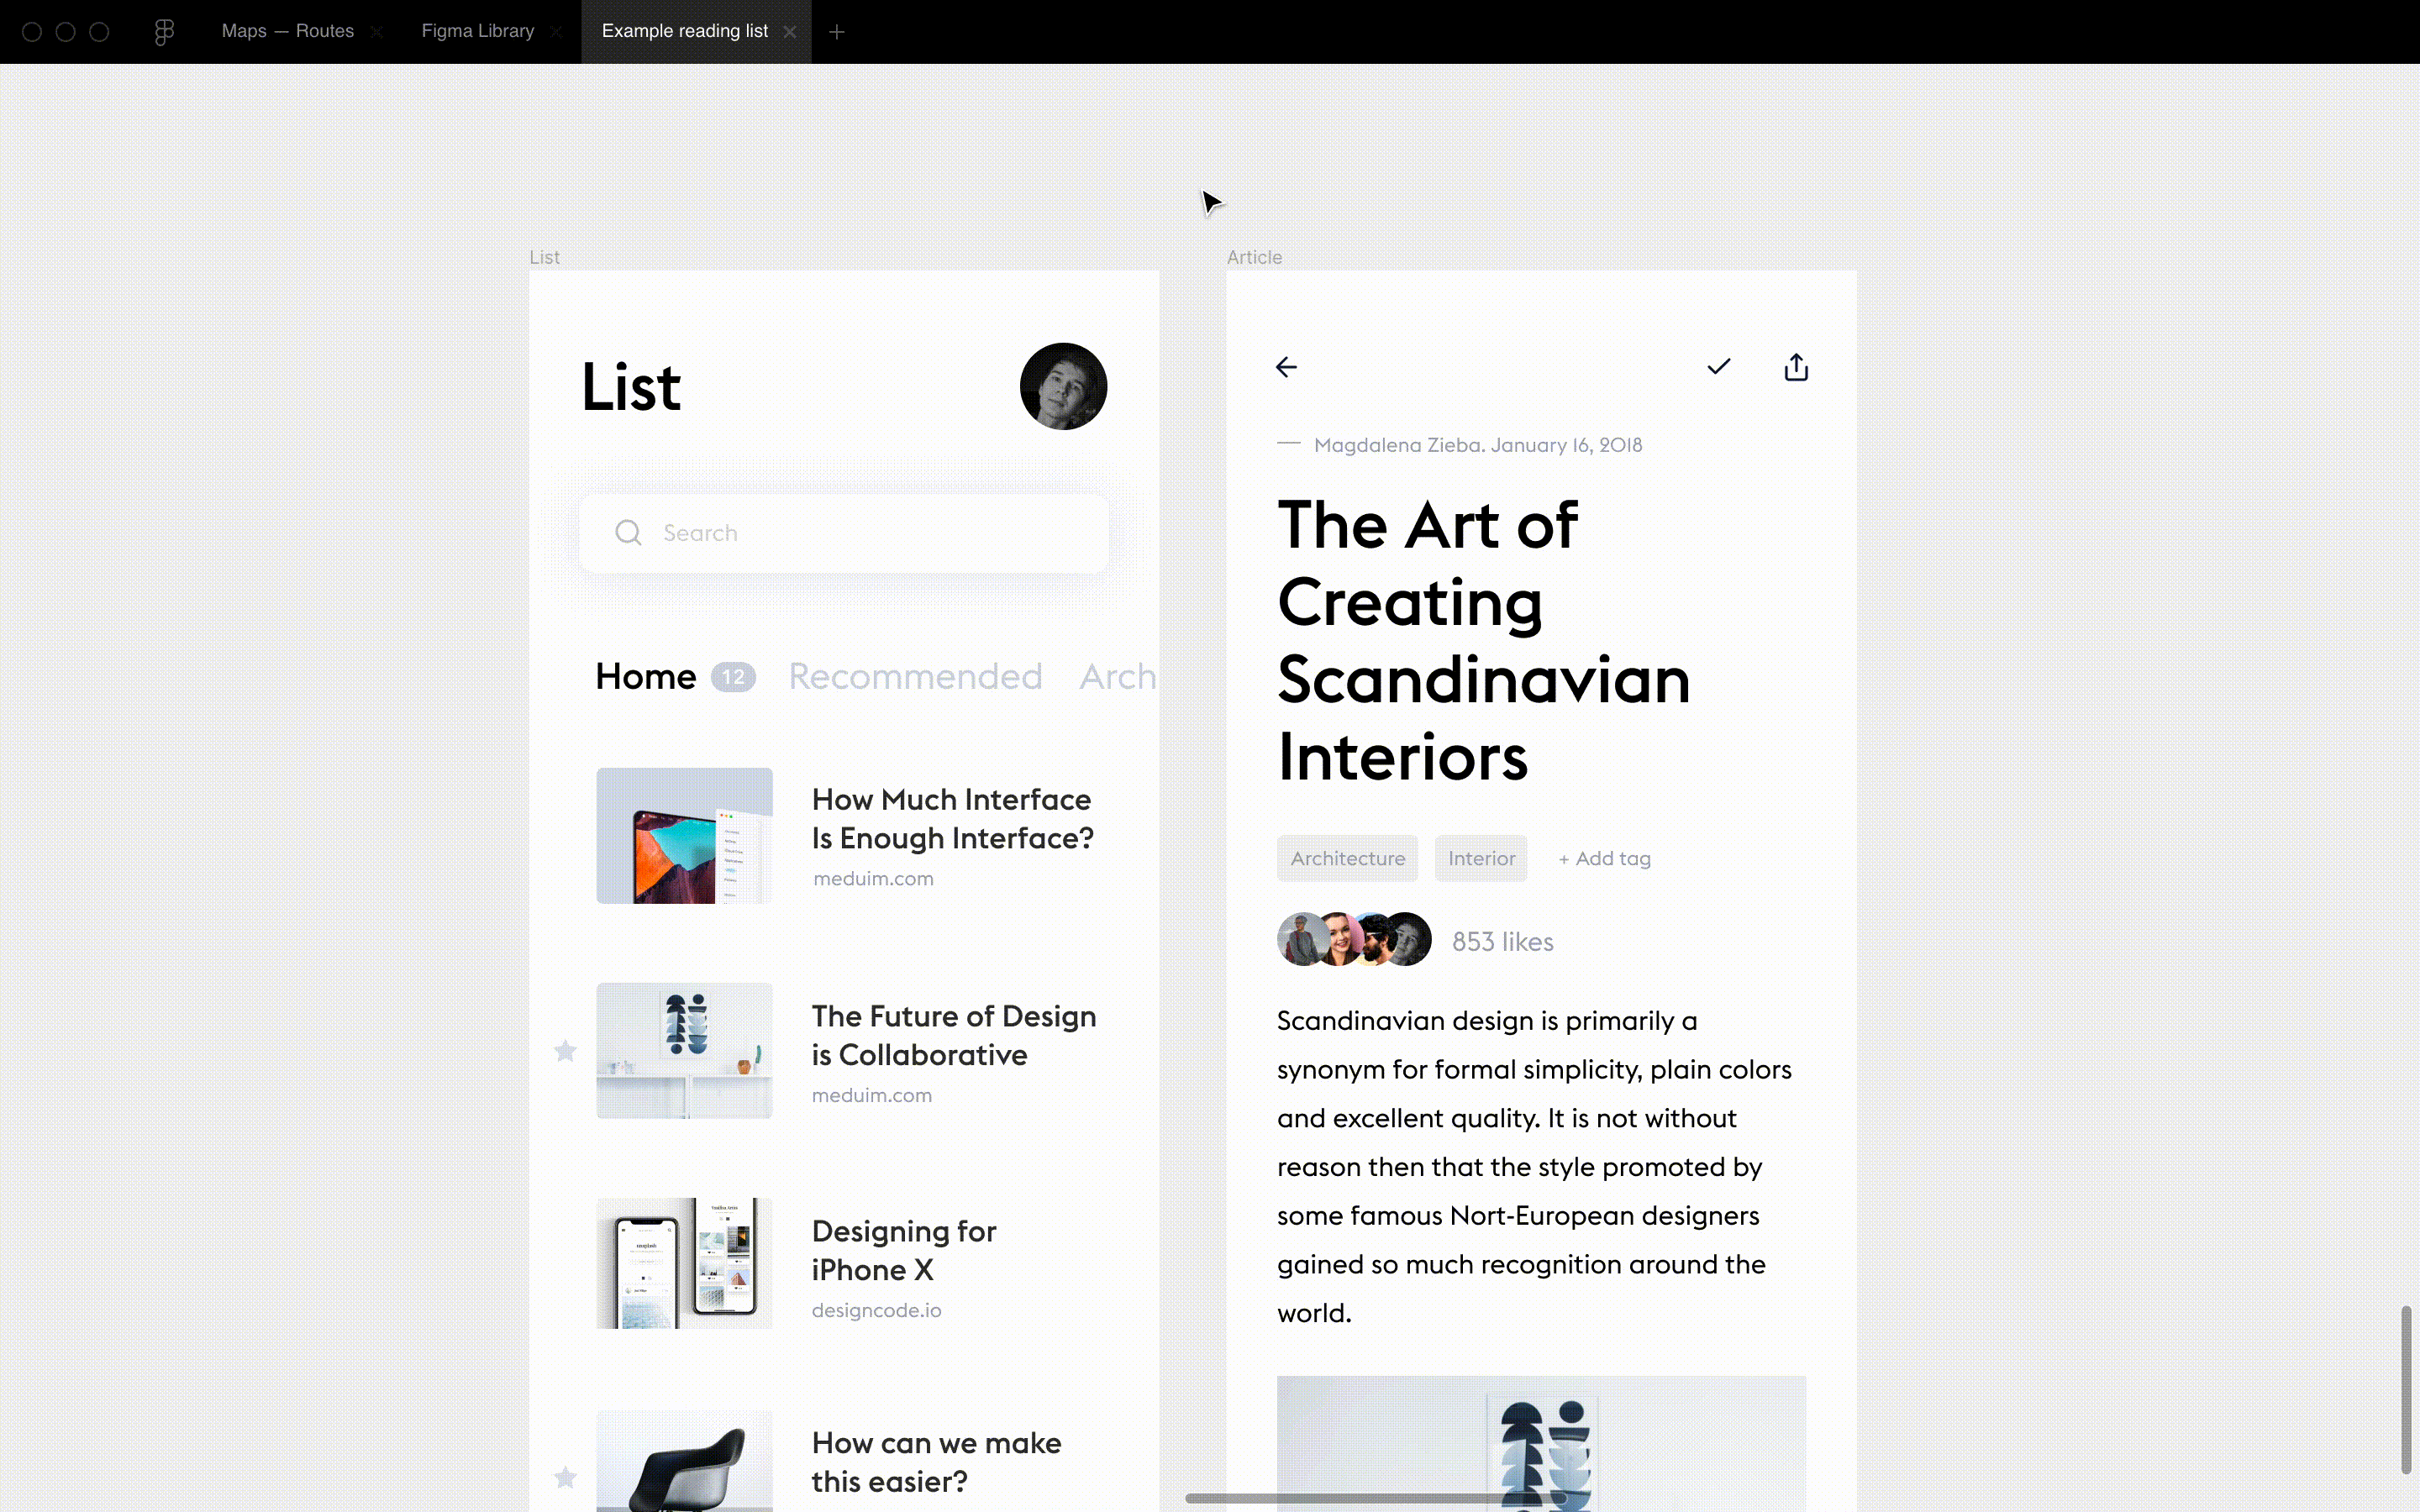 Maps — Routes
Figma Library
Example reading list
List
List
Search
Home 12 Recommended Arch
How Much Interface
Is Enough Interface?
meduim.com
The Future of Design
is Collaborative
meduim.com
Designing for
iPhone X
designcode.io
How can we make
this easier?
Article
— Magdalena Zieba. January 16, 2018
The Art of
Creating
Scandinavian
Interiors
Architecture Interior + Add tag
853 likes
Scandinavian design is primarily a
synonym for formal simplicity, plain colors
and excellent quality. It is not without
reason then that the style promoted by
some famous Nort-European designers
gained so much recognition around the
world.